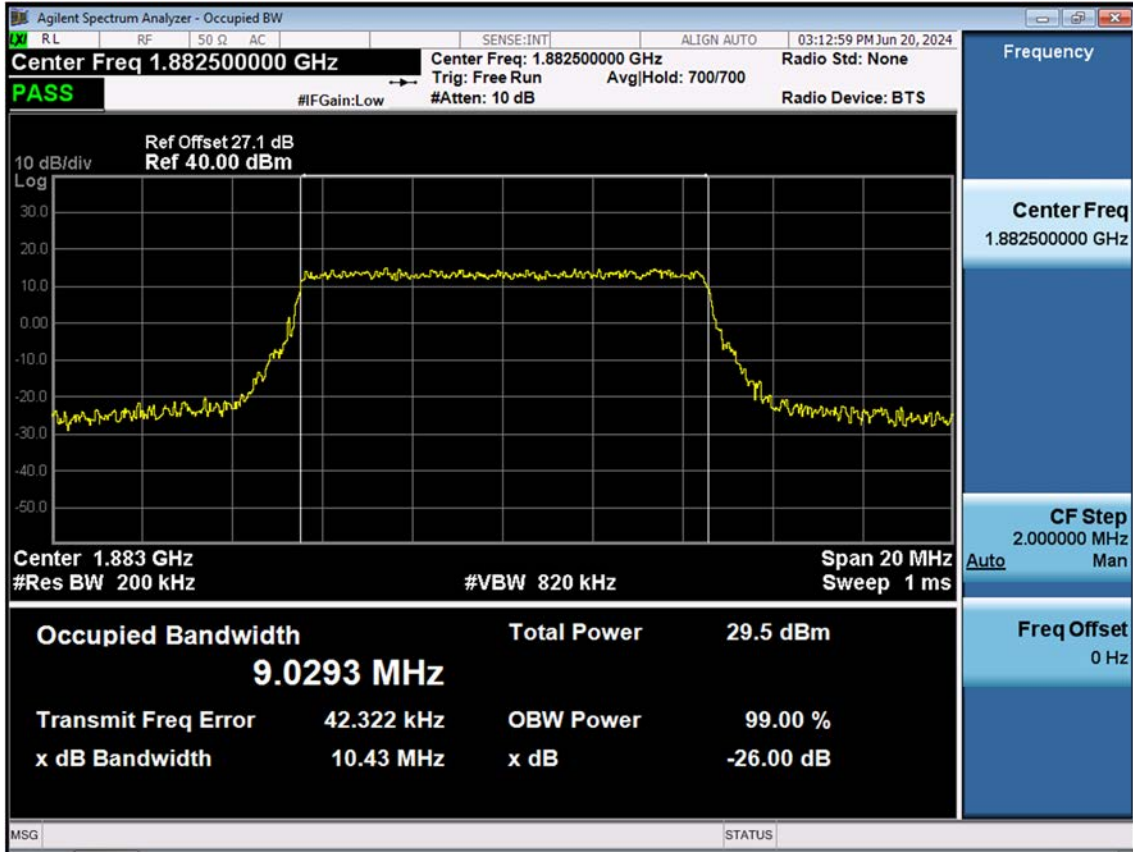 Agilent Spectrum Analyzer - Occupied BW
LXI RL RF 50 Ω AC SENSE:INT ALIGN AUTO 03:12:59 PM Jun 20, 2024
Center Freq 1.882500000 GHz
Center Freq: 1.882500000 GHz Radio Std: None
Trig: Free Run Avg|Hold: 700/700
PASS
#IFGain:Low #Atten: 10 dB Radio Device: BTS
Ref Offset 27.1 dB
10 dB/div Ref 40.00 dBm
Log
30.0
20.0
10.0
0.00
-10.0
-20.0
-30.0
-40.0
-50.0
Center 1.883 GHz Span 20 MHz
#Res BW 200 kHz #VBW 820 kHz Sweep 1 ms
Occupied Bandwidth Total Power 29.5 dBm
9.0293 MHz
Transmit Freq Error 42.322 kHz OBW Power 99.00 %
x dB Bandwidth 10.43 MHz x dB -26.00 dB
MSG STATUS
Frequency
Center Freq
1.882500000 GHz
CF Step
2.000000 MHz
Auto Man
Freq Offset
0 Hz